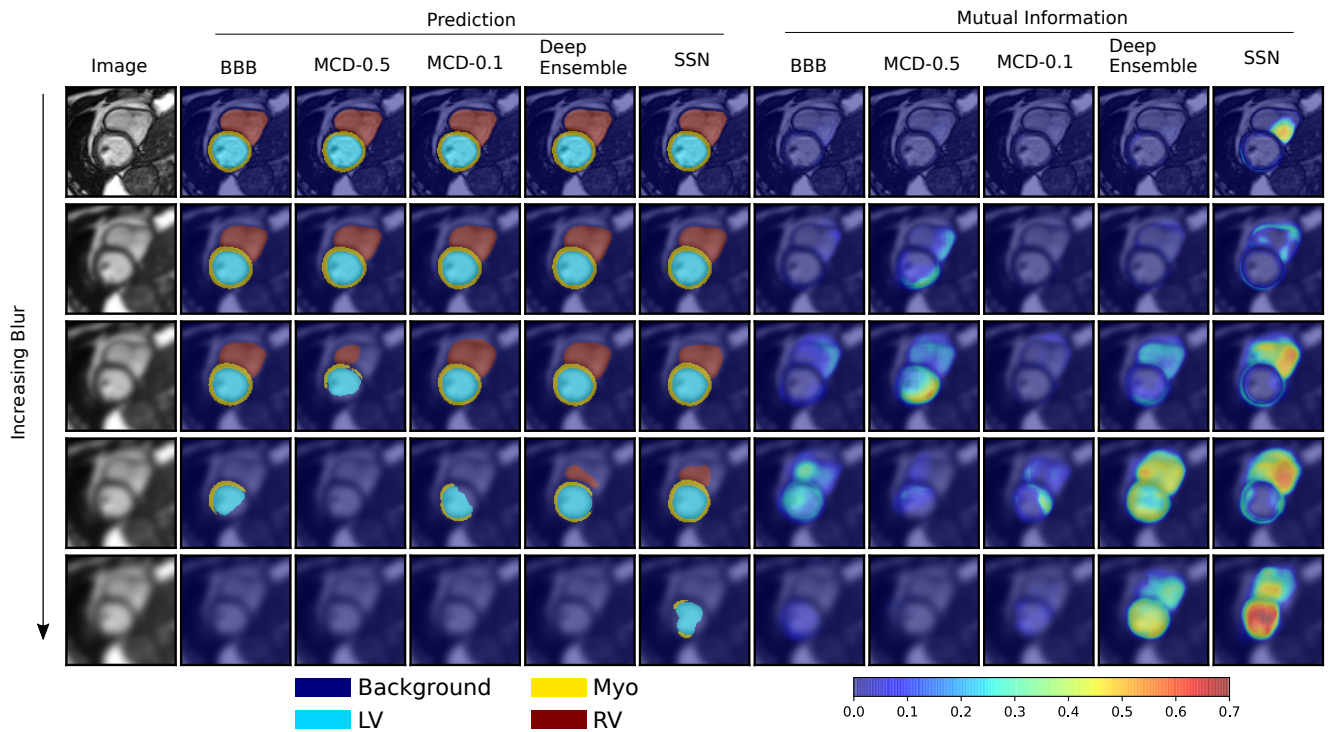 Prediction
Mutual Information
Image
BBB
MCD-0.5
MCD-0.1
Deep
Ensemble
SSN
BBB
MCD-0.5
MCD-0.1
Deep
Ensemble
SSN
Increasing Blur
Background
Myo
LV
RV
0.0 0.1 0.2 0.3 0.4 0.5 0.6 0.7